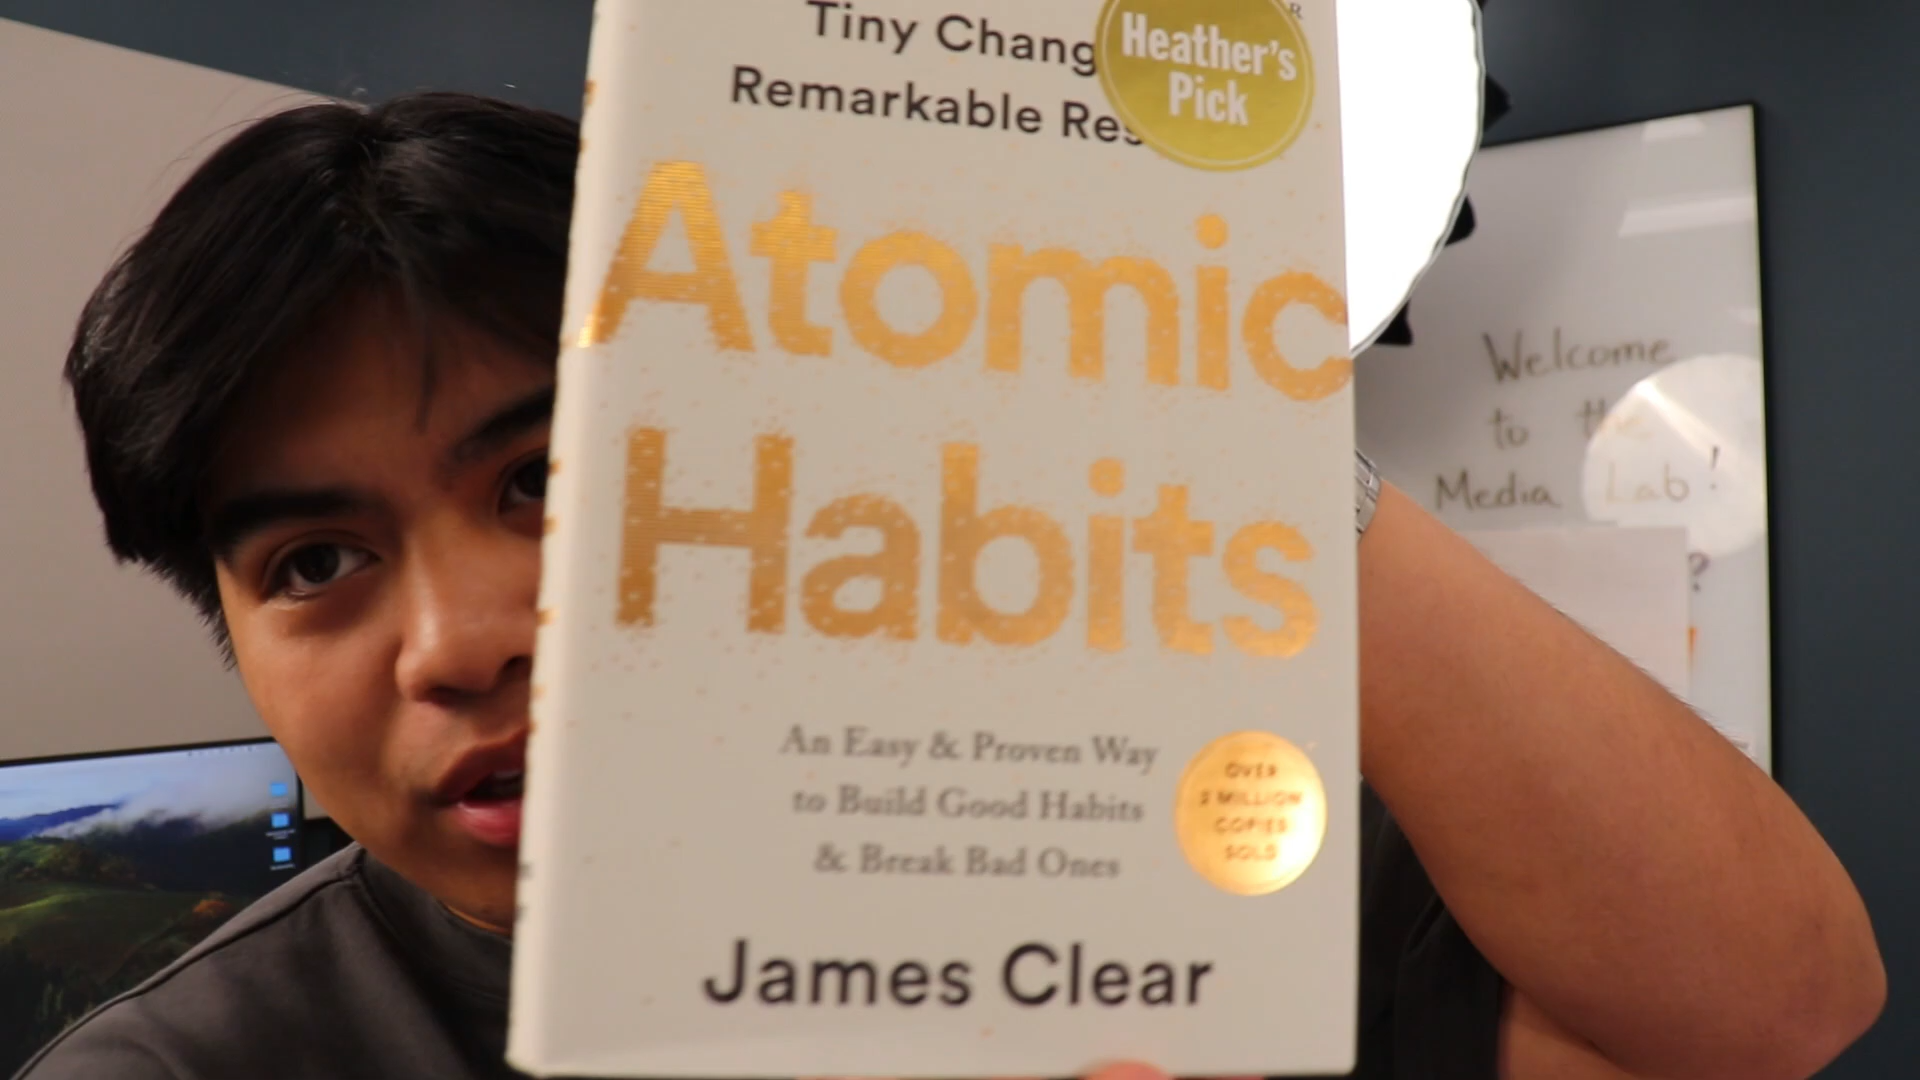 Tiny Chang
Remarkable Res
R
Heather's
Pick
Atomic
Habits
An Easy & Proven Way
to Build Good Habits
& Break Bad Ones
OVER
MILLION
COPIES
SOLD
James Clear
Welcome
to the
Media Lab!
?